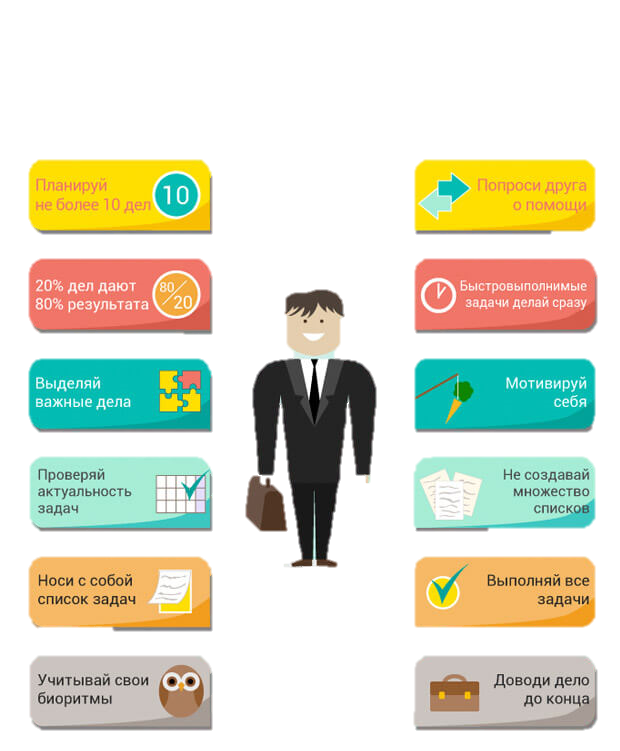 Планируй
не более 10 дел
10
20% дел дают
80% результата
80/20
Выделяй
важные дела
Проверяй
актуальность
задач
Носи с собой
список задач
Учитывай свои
биоритмы
Попроси друга
о помощи
Быстровыполнимые
задачи делай сразу
Мотивируй
себя
Не создавай
множество
списков
Выполняй все
задачи
Доводи дело
до конца